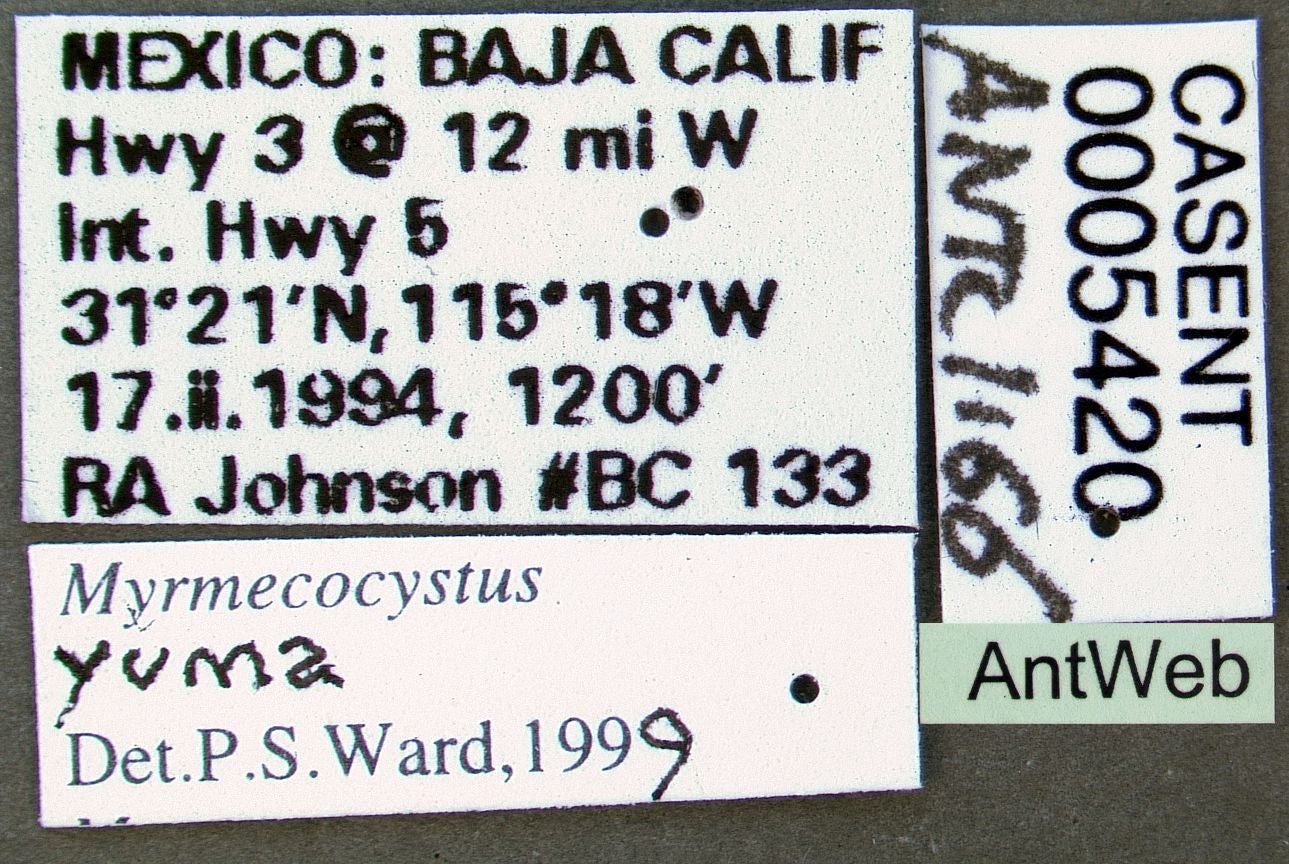 MEXICO: BAJA CALIF
Hwy 3 @ 12 mi W
Int. Hwy 5
31°21'N, 115°18'W
17.ii.1994, 1200'
RA Johnson #BC 133
Myrmecocystus
yuma
Det.P.S.Ward,1999
CASENT
0005420
AntWeb